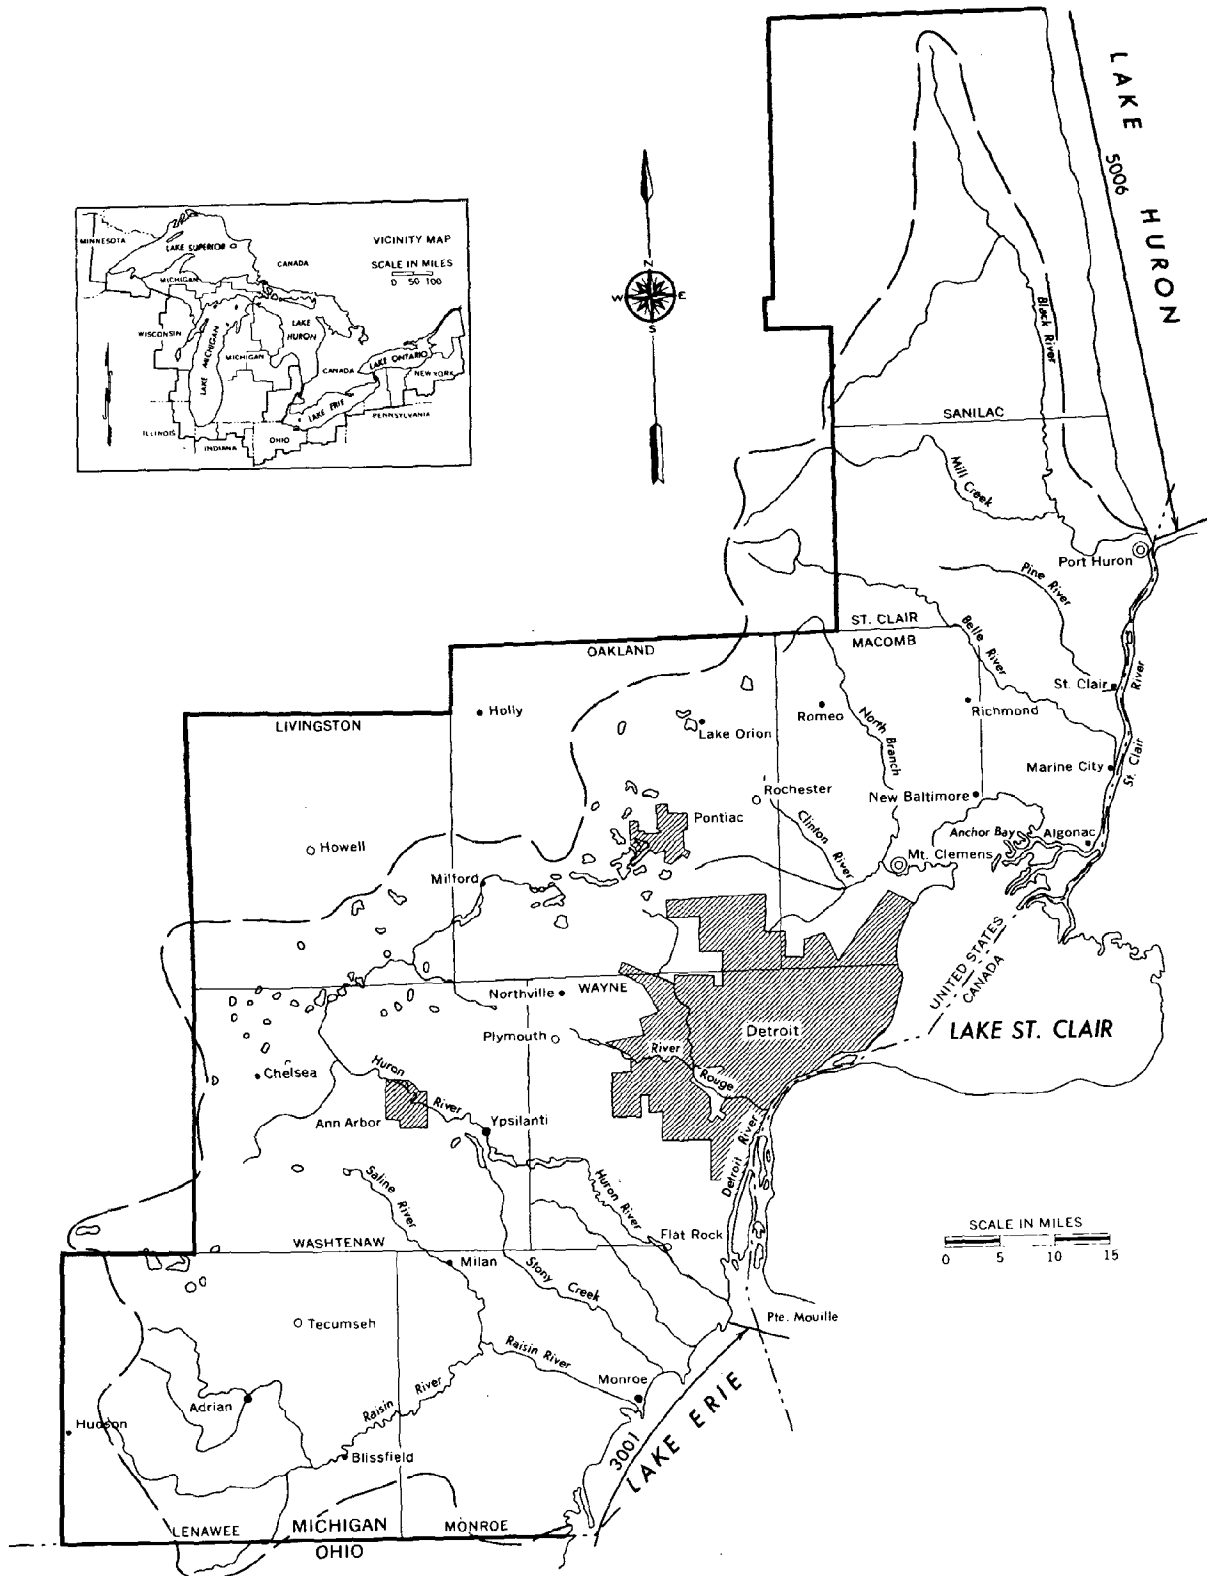 LAKE HURON
5006
MINNESOTA
LAKE SUPERIOR
VICINITY MAP
SCALE IN MILES
0 50 100
CANADA
MICHIGAN
WISCONSIN
LAKE MICHIGAN
LAKE HURON
MICHIGAN
CANADA
LAKE ONTARIO
NEW YORK
LAKE ERIE
PENNSYLVANIA
ILLINOIS
INDIANA
OHIO
N
W E
S
Black River
SANILAC
Mill Creek
Port Huron
Pine River
ST. CLAIR
MACOMB
OAKLAND
Belle River
St. Clair
St. Clair River
Holly
LIVINGSTON
Lake Orion
Romeo
North Branch
Richmond
Marine City
Rochester
New Baltimore
Pontiac
Clinton River
Anchor Bay
Algonac
Mt. Clemens
Howell
Milford
UNITED STATES
CANADA
Northville
WAYNE
Plymouth
Detroit
LAKE ST. CLAIR
River Rouge
Chelsea
Huron River
Ann Arbor
Ypsilanti
Detroit River
Saline River
Huron River
Flat Rock
SCALE IN MILES
0 5 10 15
WASHTENAW
Milan
Stony Creek
Pte. Mouille
Tecumseh
Raisin River
Monroe
Adrian
Raisin River
Hudson
Blissfield
3001
LAKE ERIE
LENAWEE
MICHIGAN
MONROE
OHIO